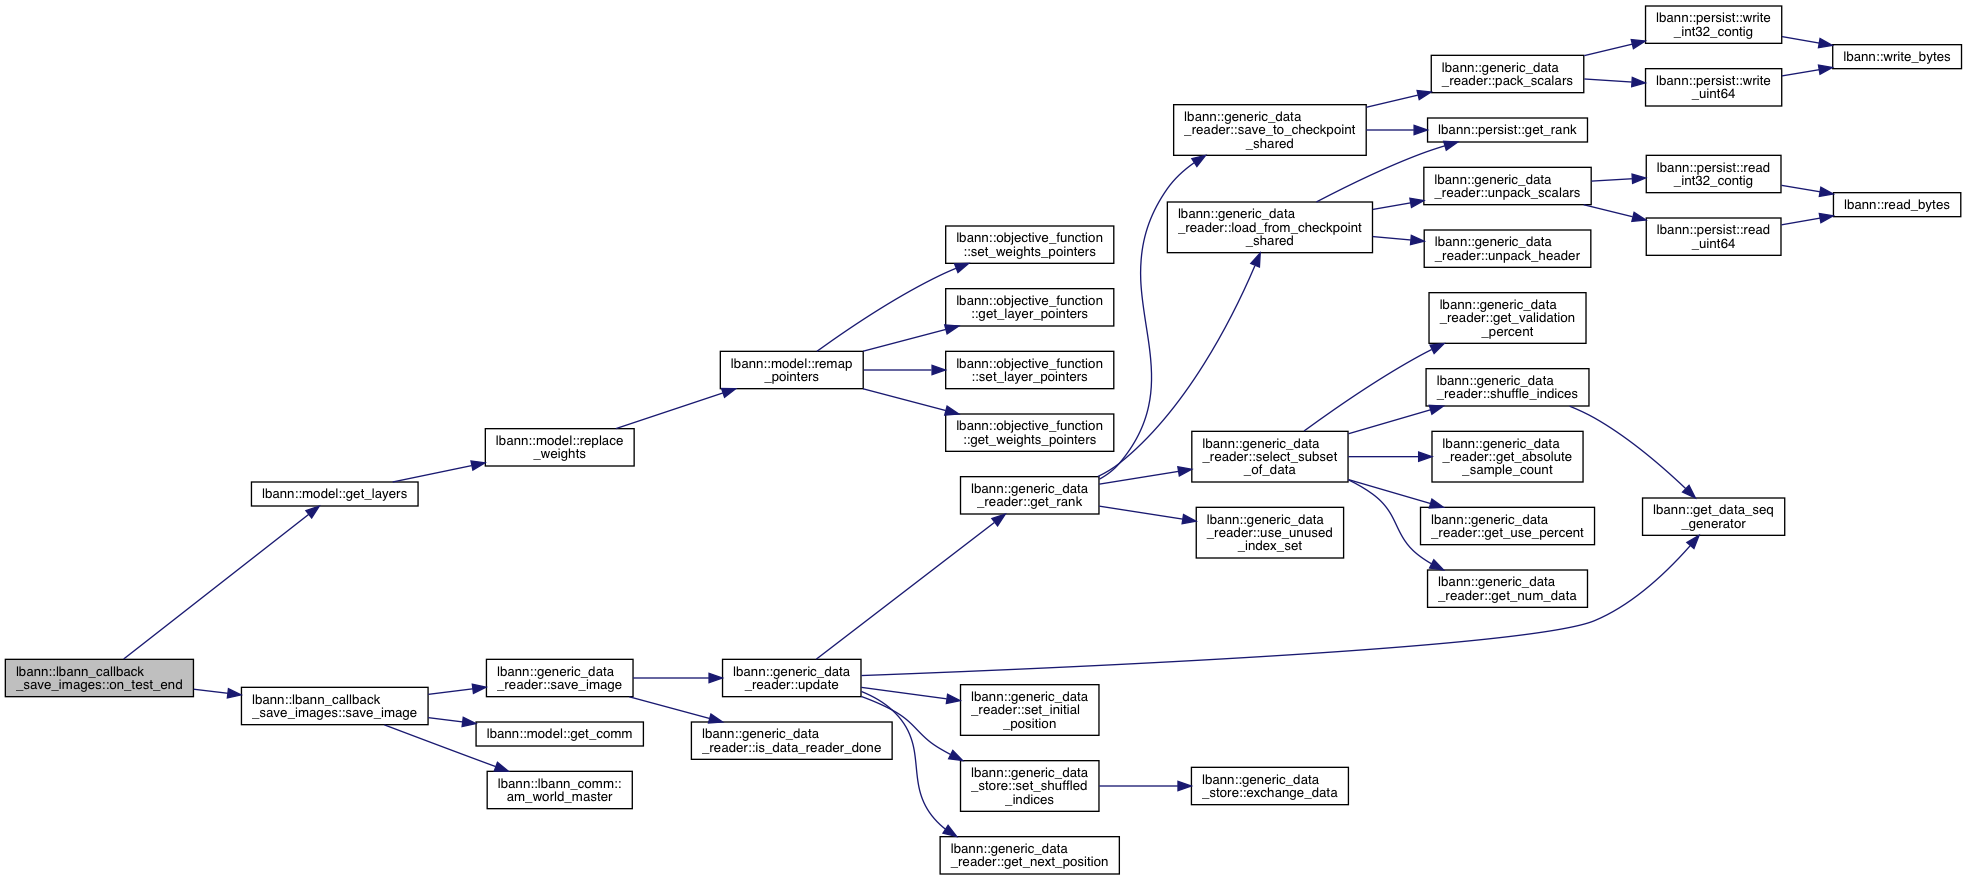 lbann::lbann_callback
_save_images::on_test_end
lbann::model::get_layers
lbann::lbann_callback
_save_images::save_image
lbann::model::replace
_weights
lbann::generic_data
_reader::save_image
lbann::model::get_comm
lbann::lbann_comm::
am_world_master
lbann::model::remap
_pointers
lbann::generic_data
_reader::update
lbann::generic_data
_reader::is_data_reader_done
lbann::objective_function
::set_weights_pointers
lbann::objective_function
::get_layer_pointers
lbann::objective_function
::set_layer_pointers
lbann::objective_function
::get_weights_pointers
lbann::generic_data
_reader::get_rank
lbann::generic_data
_reader::set_initial
_position
lbann::generic_data
_store::set_shuffled
_indices
lbann::generic_data
_reader::get_next_position
lbann::generic_data
_reader::save_to_checkpoint
_shared
lbann::generic_data
_reader::load_from_checkpoint
_shared
lbann::generic_data
_reader::select_subset
_of_data
lbann::generic_data
_reader::use_unused
_index_set
lbann::generic_data
_store::exchange_data
lbann::generic_data
_reader::pack_scalars
lbann::persist::get_rank
lbann::generic_data
_reader::unpack_scalars
lbann::generic_data
_reader::unpack_header
lbann::generic_data
_reader::get_validation
_percent
lbann::generic_data
_reader::shuffle_indices
lbann::generic_data
_reader::get_absolute
_sample_count
lbann::generic_data
_reader::get_use_percent
lbann::generic_data
_reader::get_num_data
lbann::persist::write
_int32_contig
lbann::persist::write
_uint64
lbann::persist::read
_int32_contig
lbann::persist::read
_uint64
lbann::get_data_seq
_generator
lbann::write_bytes
lbann::read_bytes